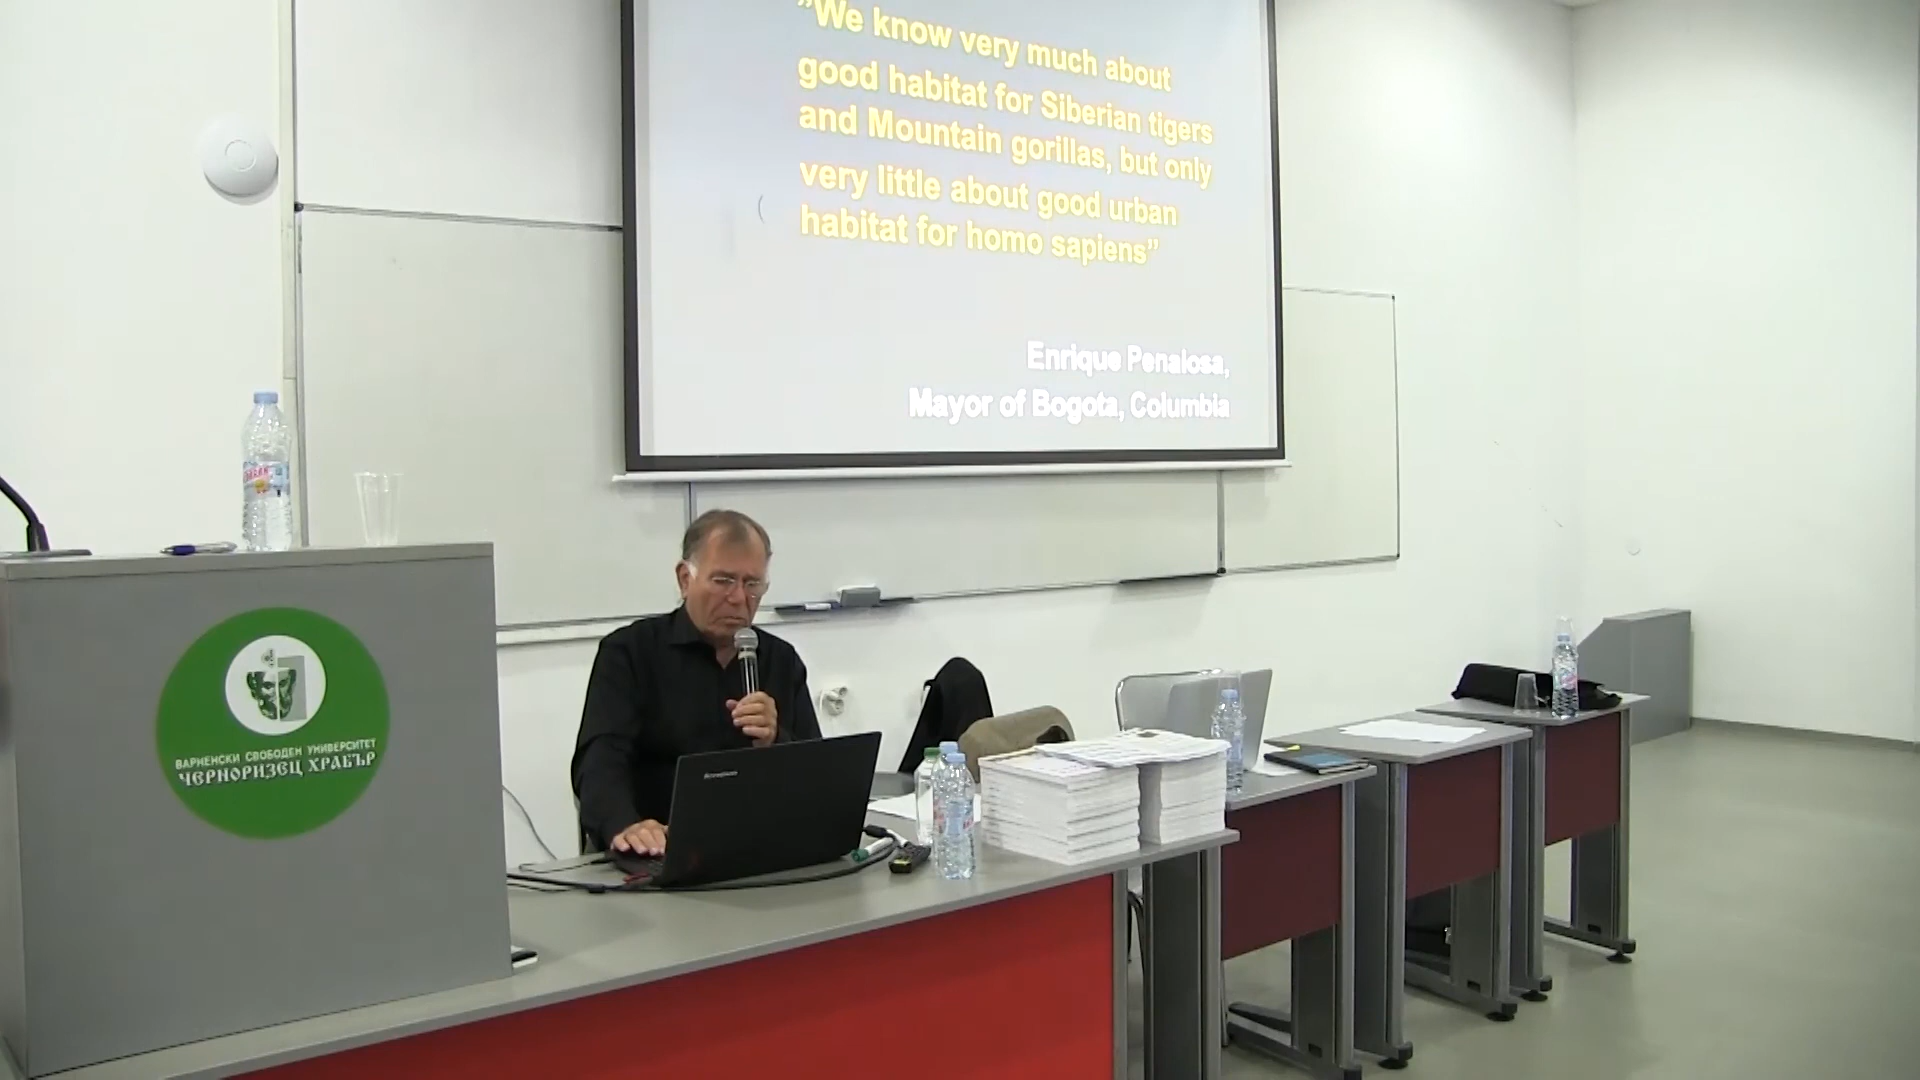 ”We know very much about
good habitat for Siberian tigers
and Mountain gorillas, but only
very little about good urban
habitat for homo sapiens”
Enrique Penalosa,
Mayor of Bogota, Columbia
ВАРНЕНСКИ СВОБОДЕН УНИВЕРСИТЕТ
ЧЕРНОРИЗЕЦ ХРАБЪР
Lenovo